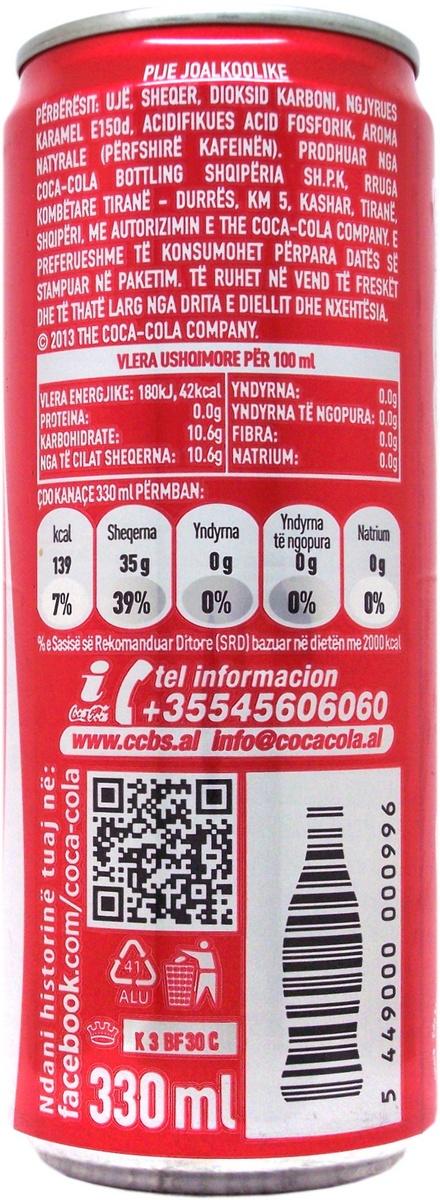 PIJE JOALKOOLIKE
PËRBËRËSIT: UJË, SHEQER, DIOKSID KARBONI, NGJYRUES
KARAMEL E150d, ACIDIFIKUES ACID FOSFORIK, AROMA
NATYRALE (PËRFSHIRË KAFEINËN). PRODHUAR NGA
COCA-COLA BOTTLING SHQIPËRIA SH.P.K, RRUGA
KOMBËTARE TIRANË - DURRËS, KM 5, KASHAR, TIRANË,
SHQIPËRI, ME AUTORIZIMIN E THE COCA-COLA COMPANY. E
PREFERUESHME TË KONSUMOHET PËRPARA DATËS SË
STAMPUAR NË PAKETIM. TË RUHET NË VEND TË FRESKËT
DHE TË THATË LARG NGA DRITA E DIELLIT DHE NXEHTËSIA.
© 2013 THE COCA-COLA COMPANY.
VLERA USHQIMORE PËR 100 ml
VLERA ENERGJIKE: 180kJ, 42kcal
PROTEINA: 0.0g
KARBOHIDRATE: 10.6g
NGA TË CILAT SHEQERNA: 10.6g
YNDYRNA: 0.0g
YNDYRNA TË NGOPURA: 0.0g
FIBRA: 0.0g
NATRIUM: 0.0g
ÇDO KANAÇE 330 ml PËRMBAN:
kcal 139 7%
Sheqerna 35 g 39%
Yndyrna 0 g 0%
Yndyrna të ngopura 0 g 0%
Natrium 0 g 0%
% e Sasisë së Rekomanduar Ditore (SRD) bazuar në dietën me 2000 kcal
i Coca-Cola
tel informacion
+35545606060
www.ccbs.al info@cocacola.al
Ndani historinë tuaj në:
facebook.com/coca-cola
41
ALU
K 3 BF30 C
330 ml
5 449000 000996